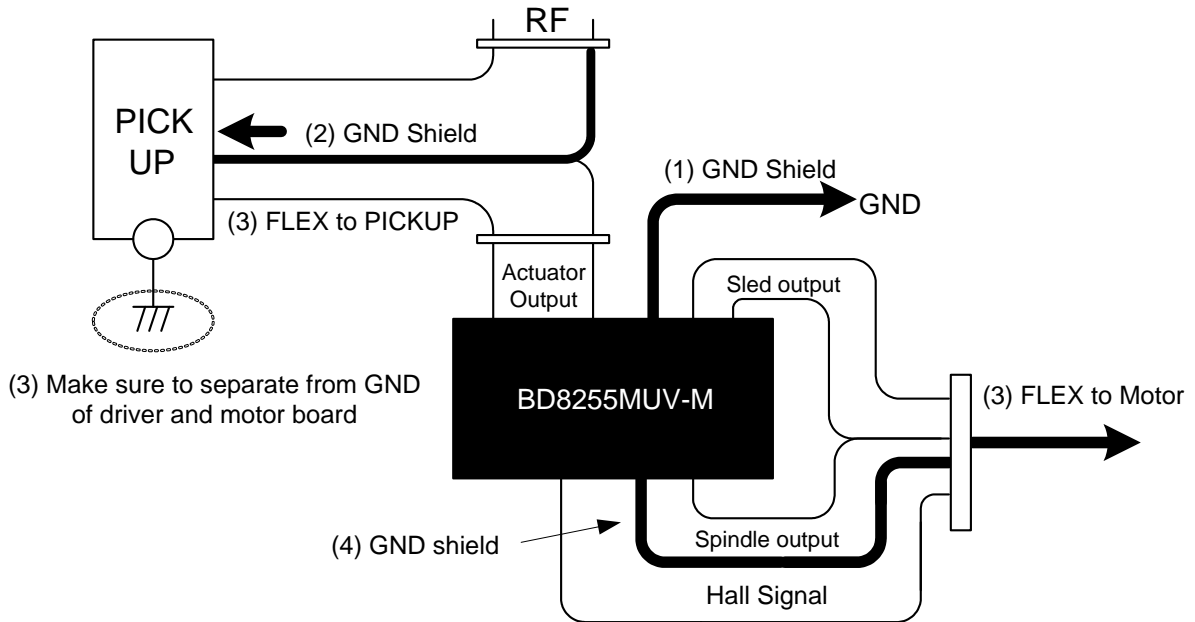 RF
PICK
UP
(2) GND Shield
(1) GND Shield
GND
(3) FLEX to PICKUP
Actuator
Output
Sled output
(3) Make sure to separate from GND
of driver and motor board
BD8255MUV-M
(3) FLEX to Motor
(4) GND shield
Spindle output
Hall Signal